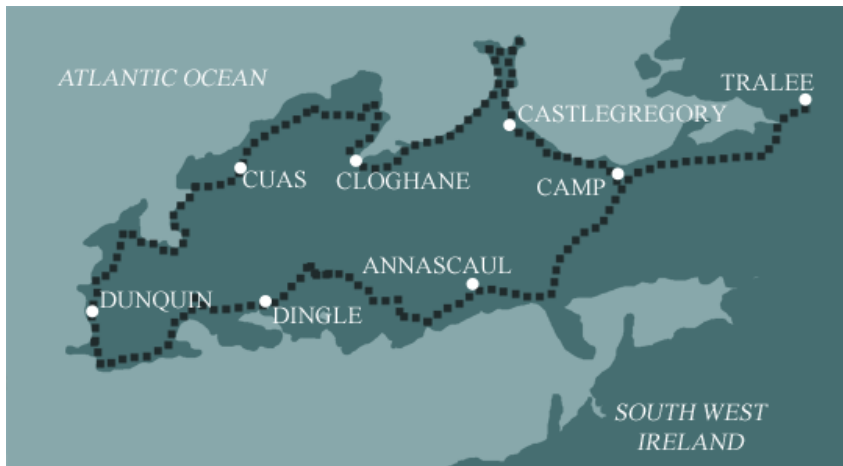 ATLANTIC OCEAN
TRALEE
CASTLEGREGORY
CUAS
CLOGHANE
CAMP
ANNASCAUL
DUNQUIN
DINGLE
SOUTH WEST
IRELAND